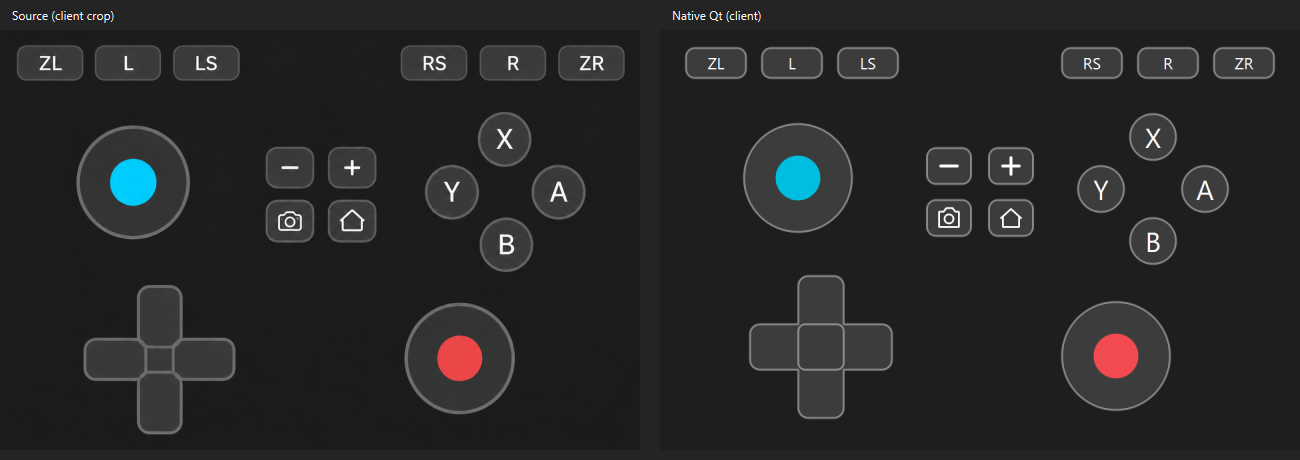 Source (client crop)
Native Qt (client)
ZL L LS RS R ZR
ZL L LS RS R ZR
X
Y A
B
X
Y A
B
− +
− +